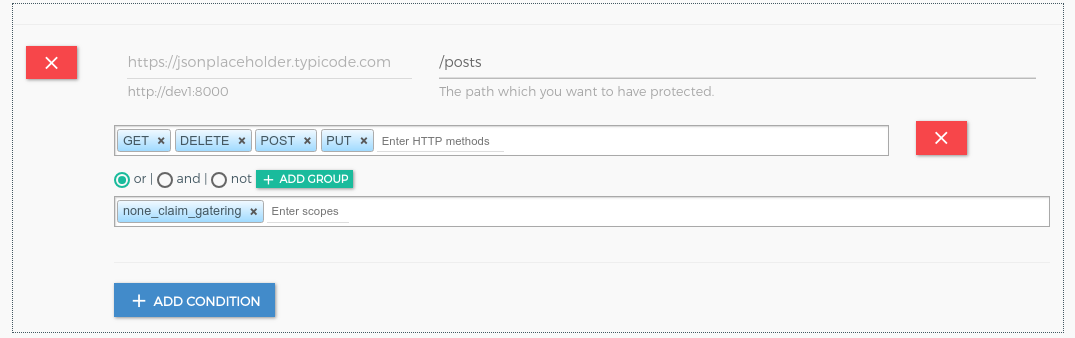 https://jsonplaceholder.typicode.com /posts
http://dev1:8000 The path which you want to have protected.
GET × DELETE × POST × PUT × Enter HTTP methods
or | and | not + ADD GROUP
none_claim_gatering × Enter scopes
+ ADD CONDITION